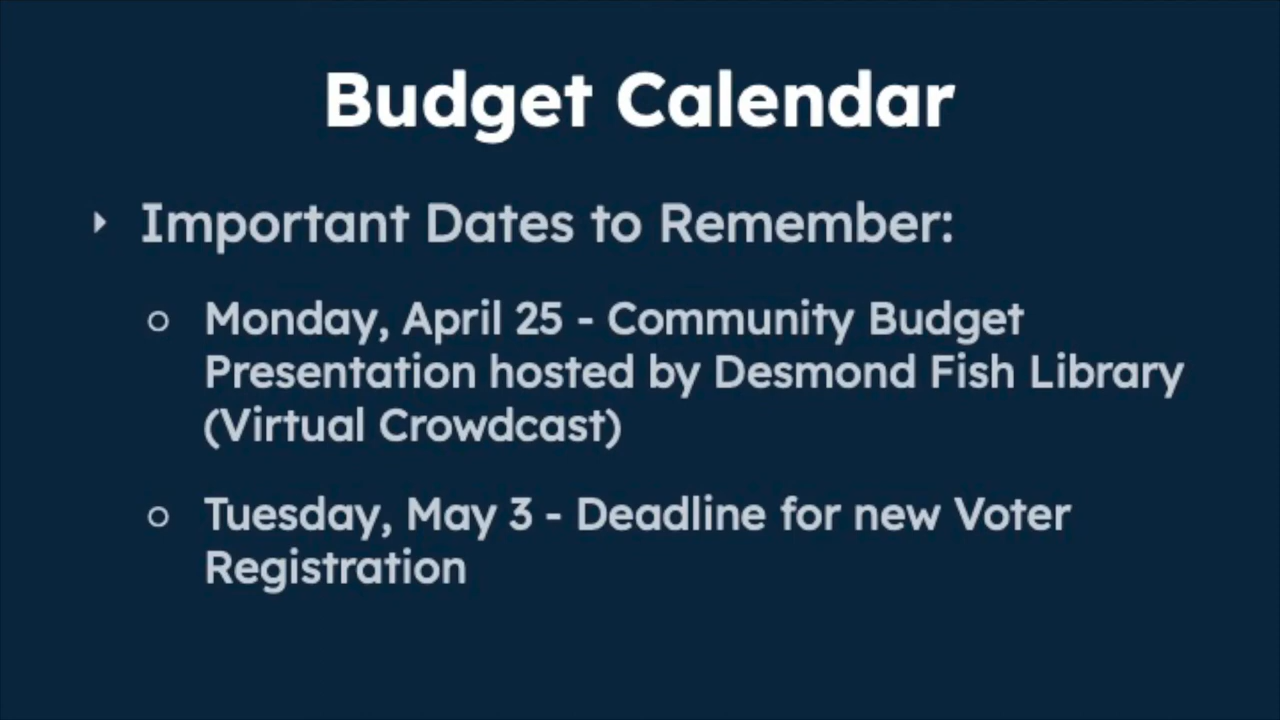 Budget Calendar
Important Dates to Remember:
Monday, April 25 - Community Budget
Presentation hosted by Desmond Fish Library
(Virtual Crowdcast)
Tuesday, May 3 - Deadline for new Voter
Registration